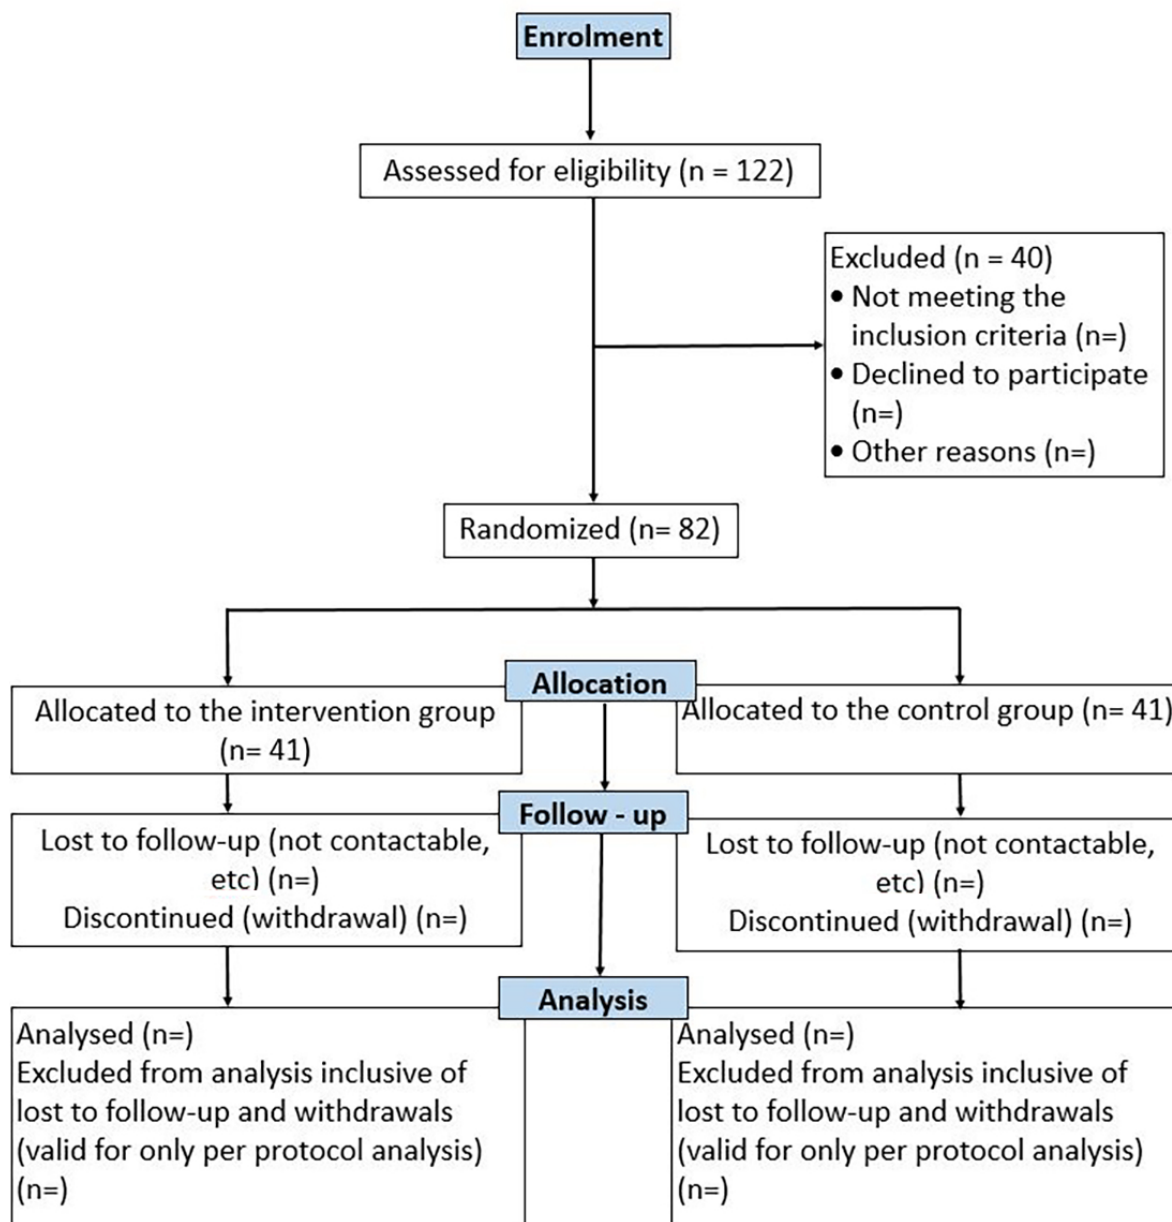 Enrolment
Assessed for eligibility (n = 122)
Excluded (n = 40)
• Not meeting the
inclusion criteria (n=)
• Declined to participate
(n=)
• Other reasons (n=)
Randomized (n= 82)
Allocation
Allocated to the intervention group
(n= 41)
Allocated to the control group (n= 41)
Follow - up
Lost to follow-up (not contactable,
etc) (n=)
Discontinued (withdrawal) (n=)
Lost to follow-up (not contactable,
etc) (n=)
Discontinued (withdrawal) (n=)
Analysis
Analysed (n=)
Excluded from analysis inclusive of
lost to follow-up and withdrawals
(valid for only per protocol analysis)
(n=)
Analysed (n=)
Excluded from analysis inclusive of
lost to follow-up and withdrawals
(valid for only per protocol analysis)
(n=)